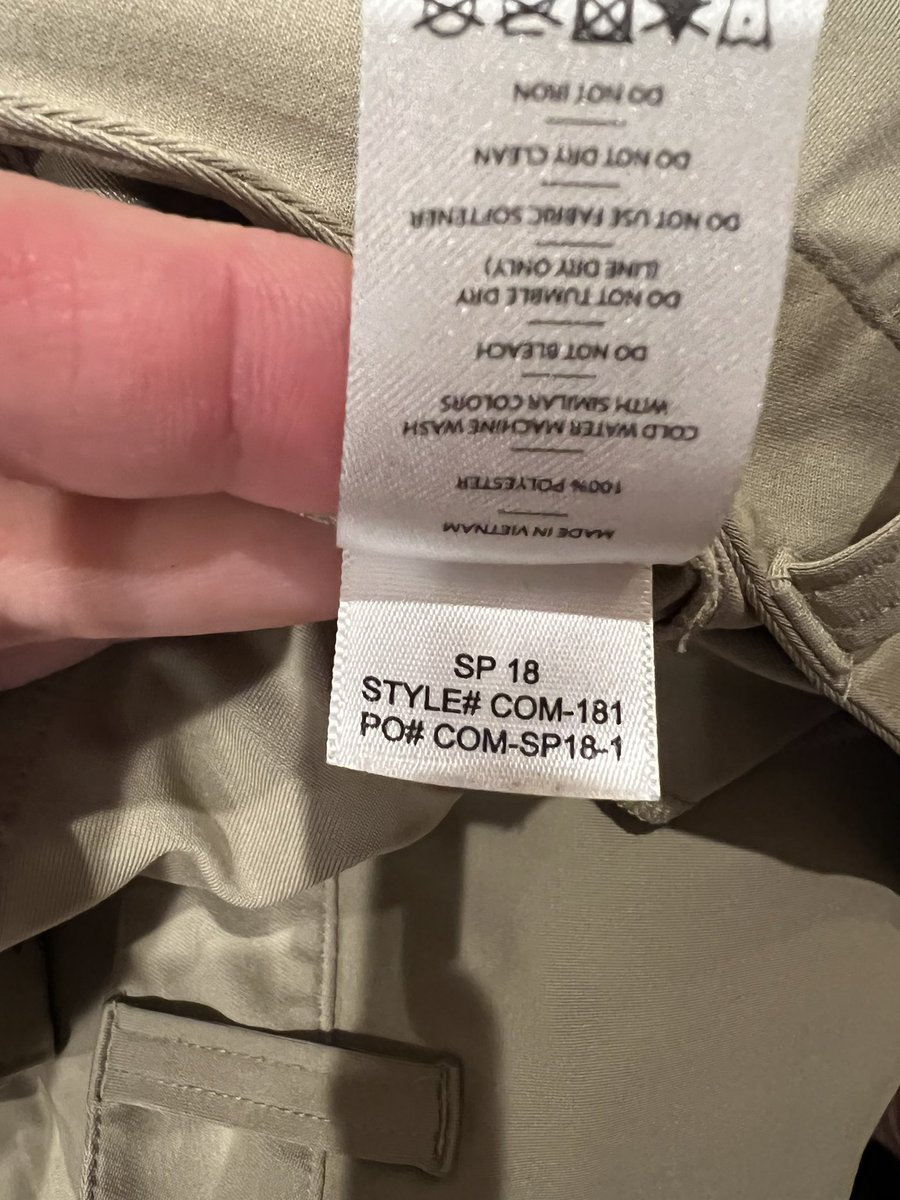 MADE IN VIETNAM
100% POLYESTER
COLD WATER MACHINE WASH
WITH SIMILAR COLORS
DO NOT BLEACH
DO NOT TUMBLE DRY
(LINE DRY ONLY)
DO NOT USE FABRIC SOFTENER
DO NOT DRY CLEAN
DO NOT IRON
SP 18
STYLE# COM-181
PO# COM-SP18-1